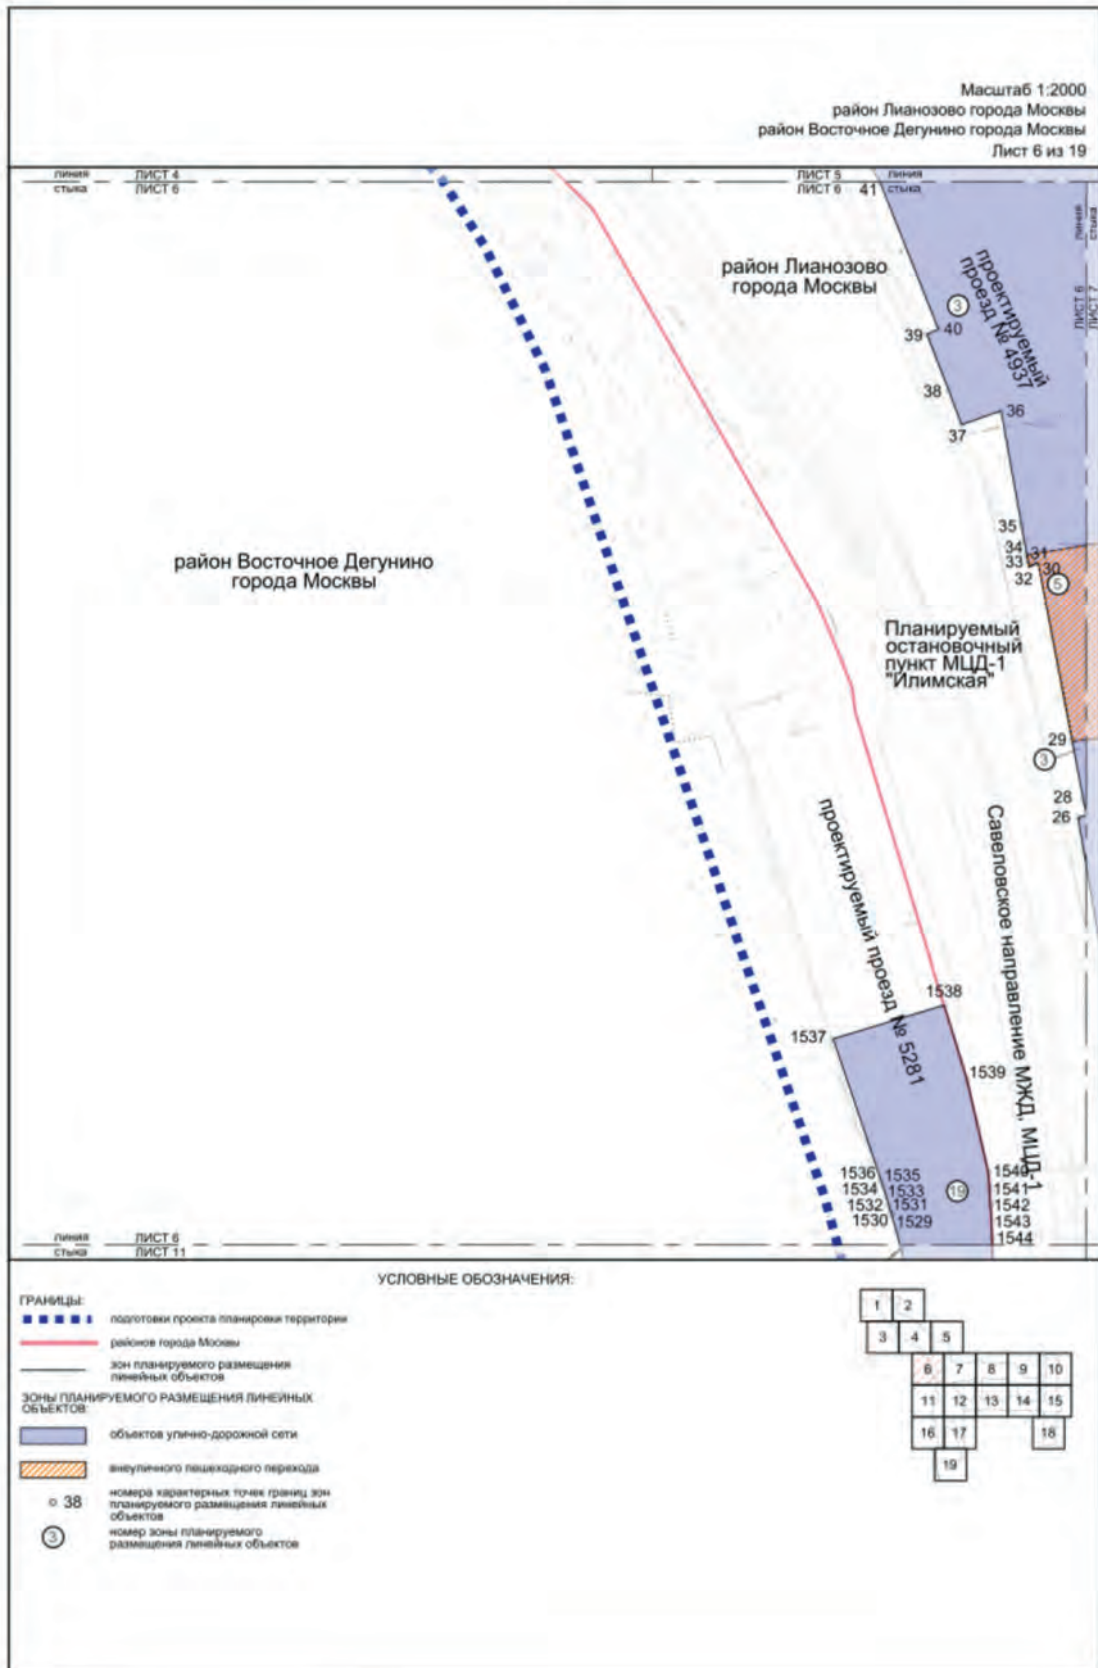 Масштаб 1:2000
район Лианозово города Москвы
район Восточное Дегунино города Москвы
Лист 6 из 19
линия ЛИСТ 4
стыка ЛИСТ 6
ЛИСТ 5 линия
ЛИСТ 6 41 стыка
линия
стыка
ЛИСТ 6
ЛИСТ 7
район Лианозово
города Москвы
3
проектируемый
проезд № 4937
39 40
38
36
37
35
34 31
33 30
32
5
район Восточное Дегунино
города Москвы
Планируемый
остановочный
пункт МЦД-1
"Илимская"
29
3
28
26
проектируемый проезд № 5281
Савеловское направление МЖД, МЦД-1
1538
1537
1539
1536 1535 1540
1534 1533 19 1541
1532 1531 1542
1530 1529 1543
1544
линия ЛИСТ 6
стыка ЛИСТ 11
УСЛОВНЫЕ ОБОЗНАЧЕНИЯ:
ГРАНИЦЫ:
подготовки проекта планировки территории
районов города Москвы
зон планируемого размещения
линейных объектов
ЗОНЫ ПЛАНИРУЕМОГО РАЗМЕЩЕНИЯ ЛИНЕЙНЫХ
ОБЪЕКТОВ:
объектов улично-дорожной сети
внеуличного пешеходного перехода
38
номера характерных точек границ зон
планируемого размещения линейных
объектов
3
номер зоны планируемого
размещения линейных объектов
1 2
3 4 5
6 7 8 9 10
11 12 13 14 15
16 17 18
19